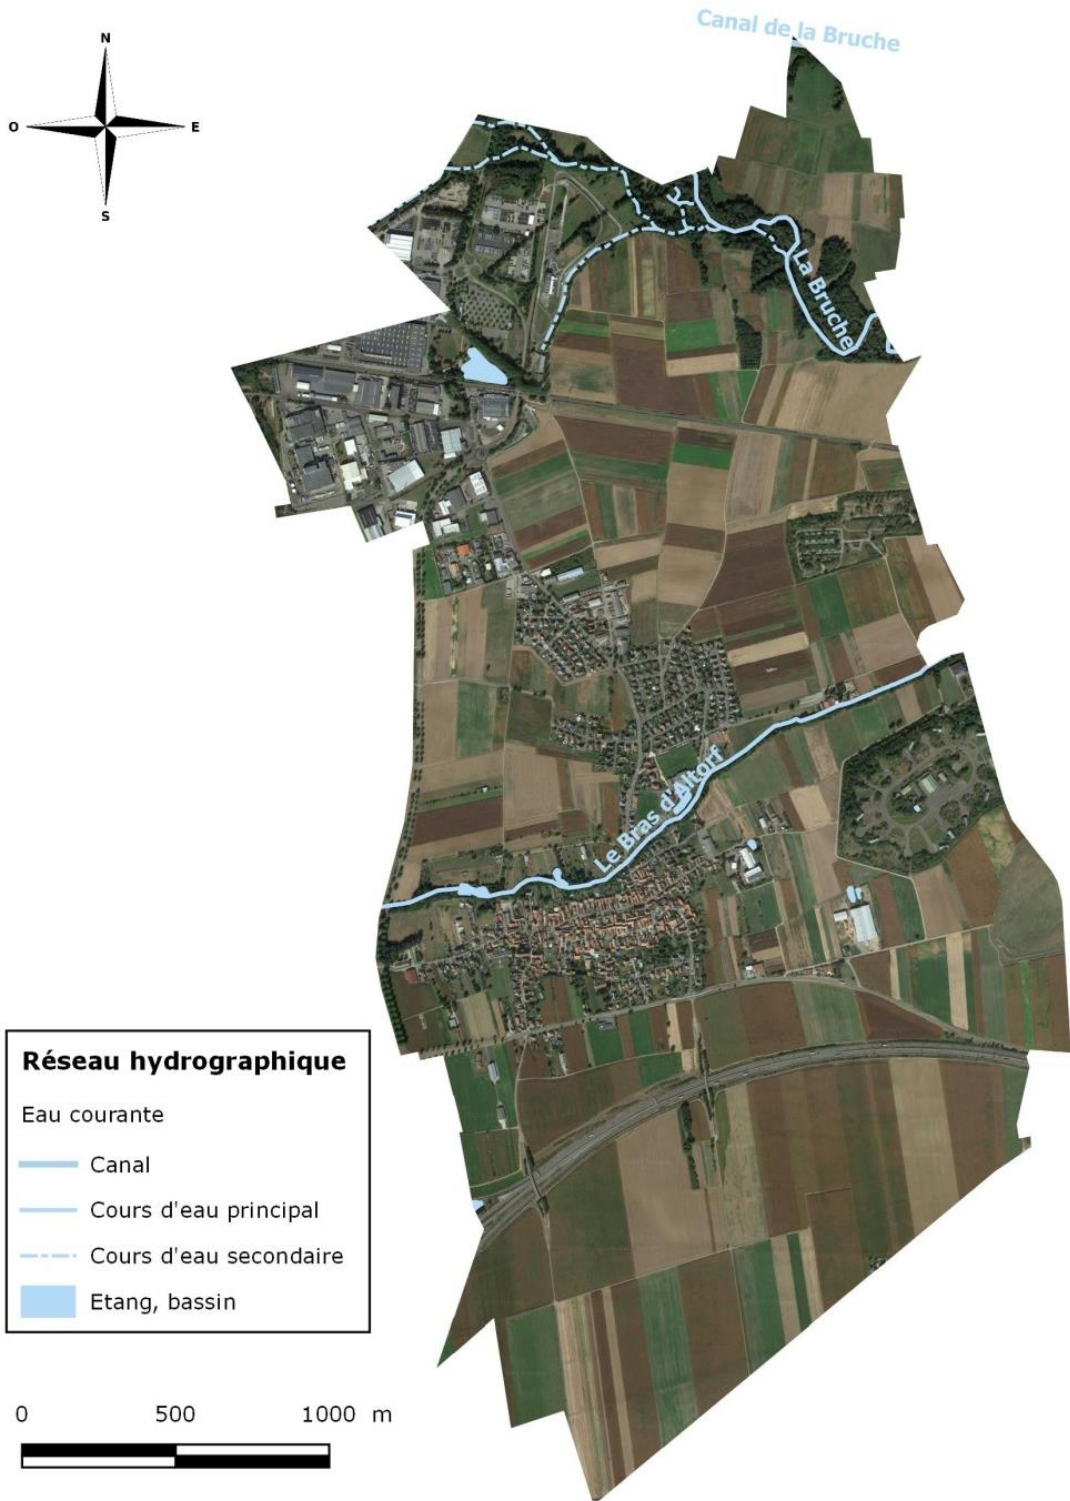 Canal de la Bruche
N
O
E
S
La Bruche
Le Bras d'Altorf
Réseau hydrographique
Eau courante
Canal
Cours d'eau principal
Cours d'eau secondaire
Etang, bassin
0 500 1000 m